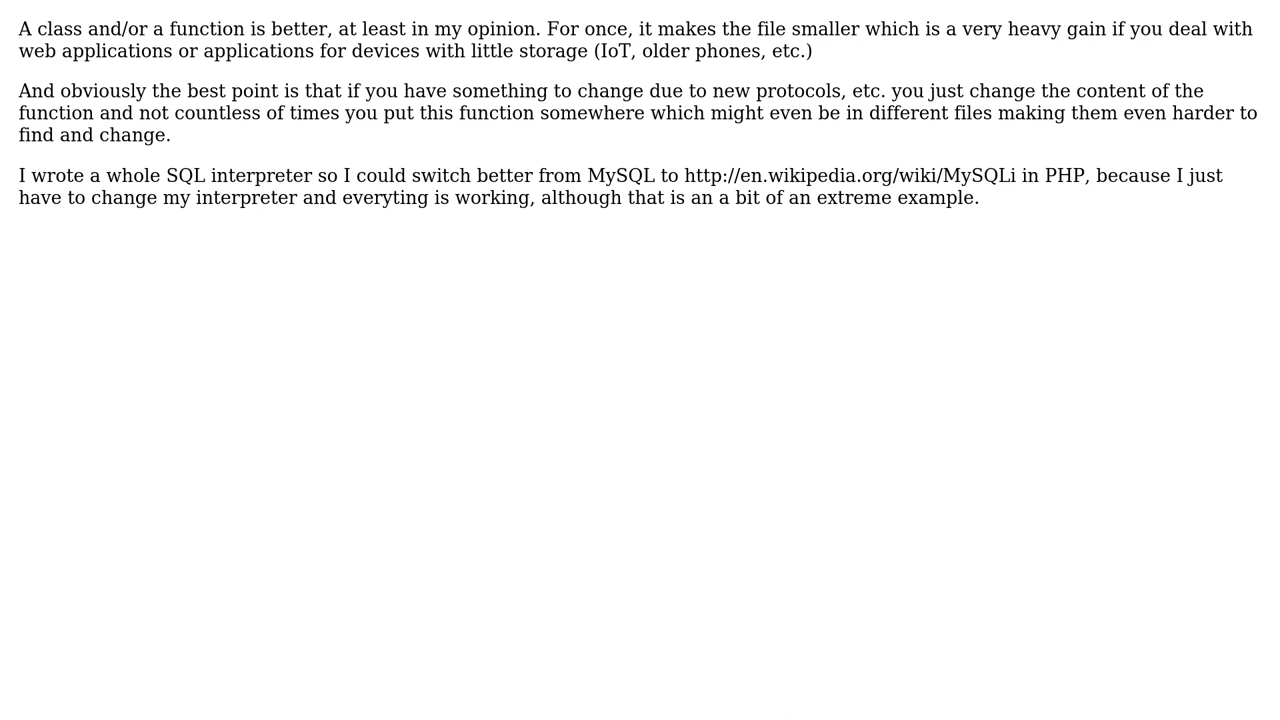 A class and/or a function is better, at least in my opinion. For once, it makes the file smaller which is a very heavy gain if you deal with
web applications or applications for devices with little storage (IoT, older phones, etc.)
And obviously the best point is that if you have something to change due to new protocols, etc. you just change the content of the
function and not countless of times you put this function somewhere which might even be in different files making them even harder to
find and change.
I wrote a whole SQL interpreter so I could switch better from MySQL to http://en.wikipedia.org/wiki/MySQLi in PHP, because I just
have to change my interpreter and everyting is working, although that is an a bit of an extreme example.